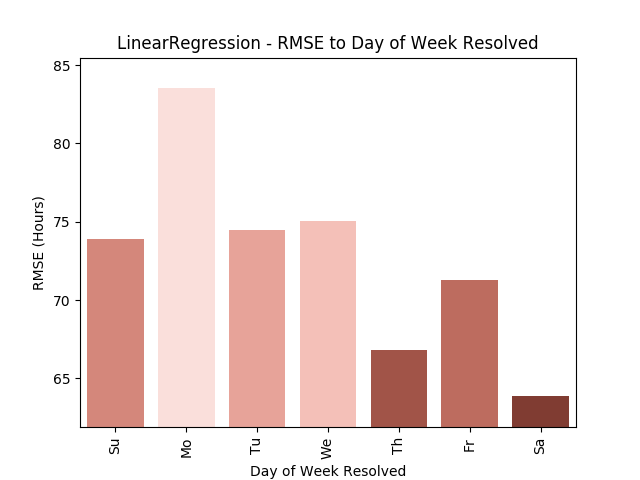 LinearRegression - RMSE to Day of Week Resolved
85
80
75
70
65
RMSE (Hours)
Su
Mo
Tu
We
Th
Fr
Sa
Day of Week Resolved